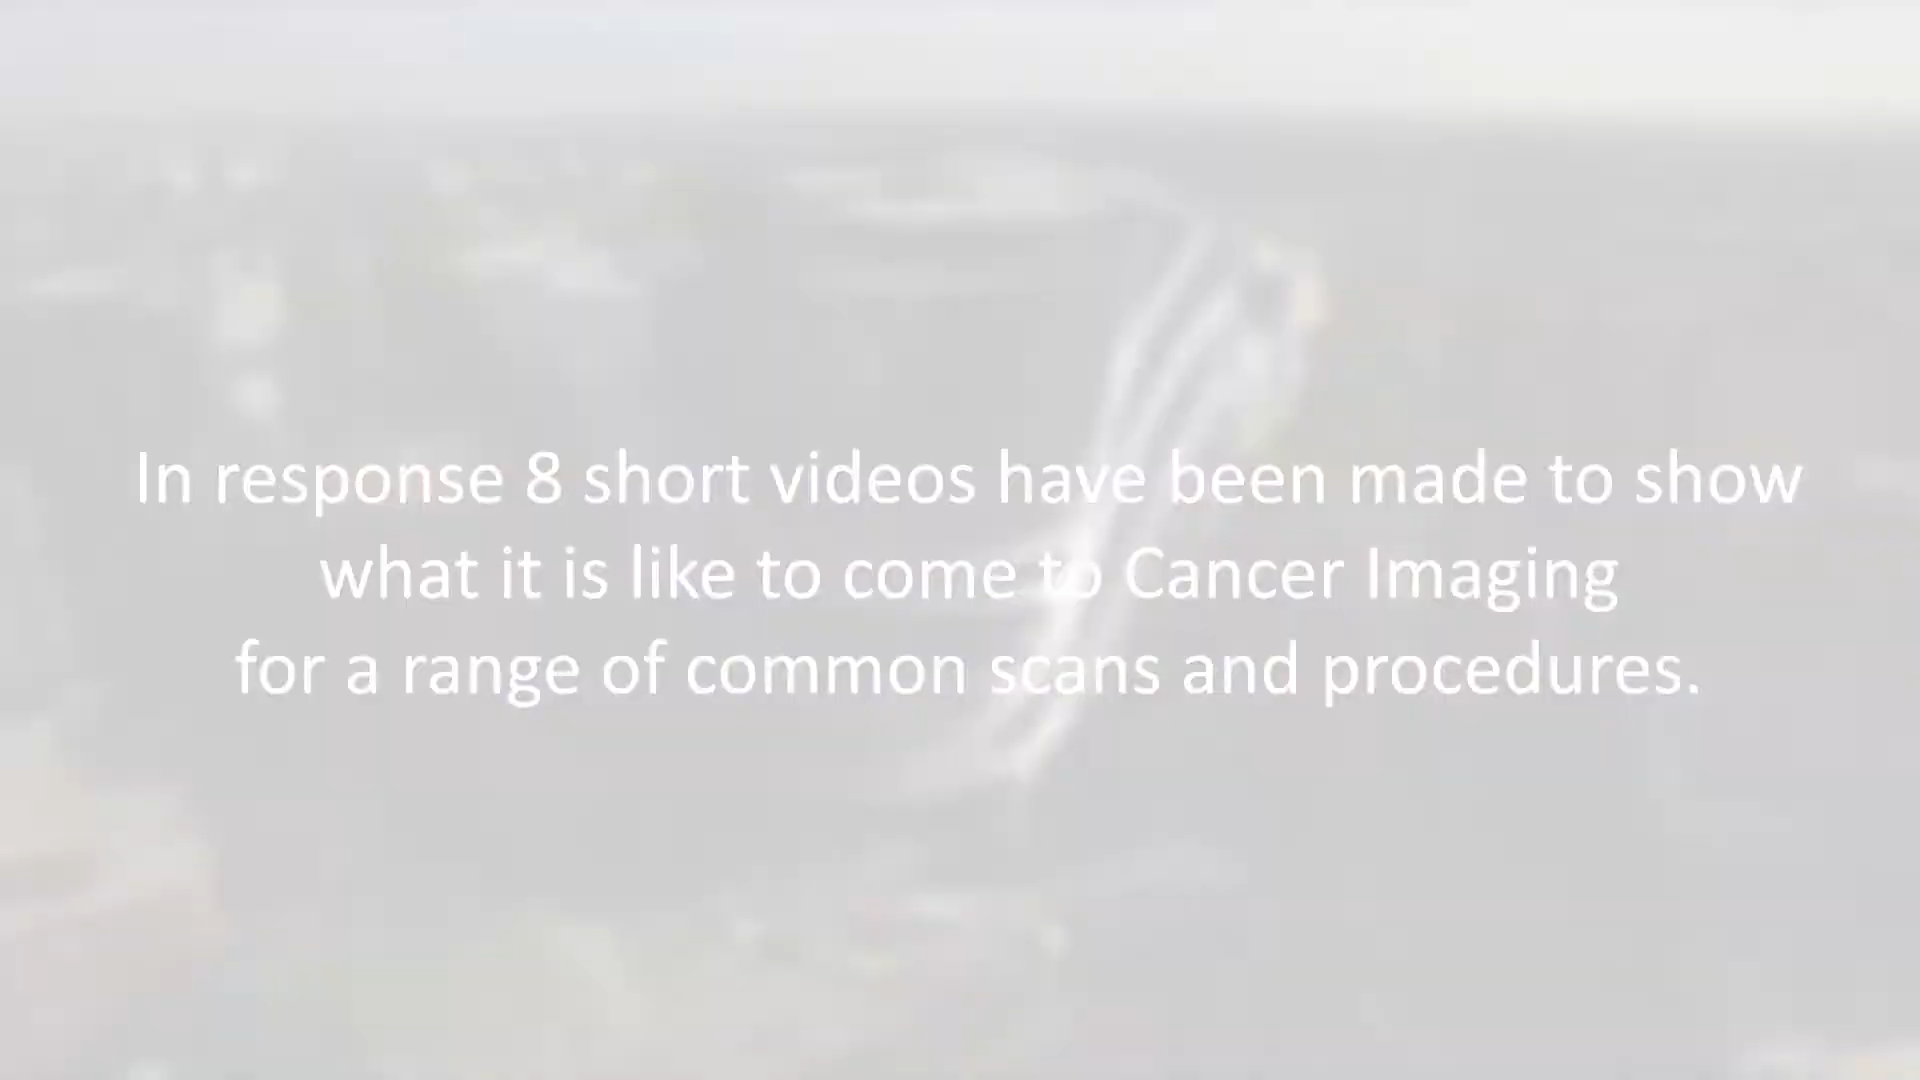 In response 8 short videos have been made to show
what it is like to come to Cancer Imaging
for a range of common scans and procedures.